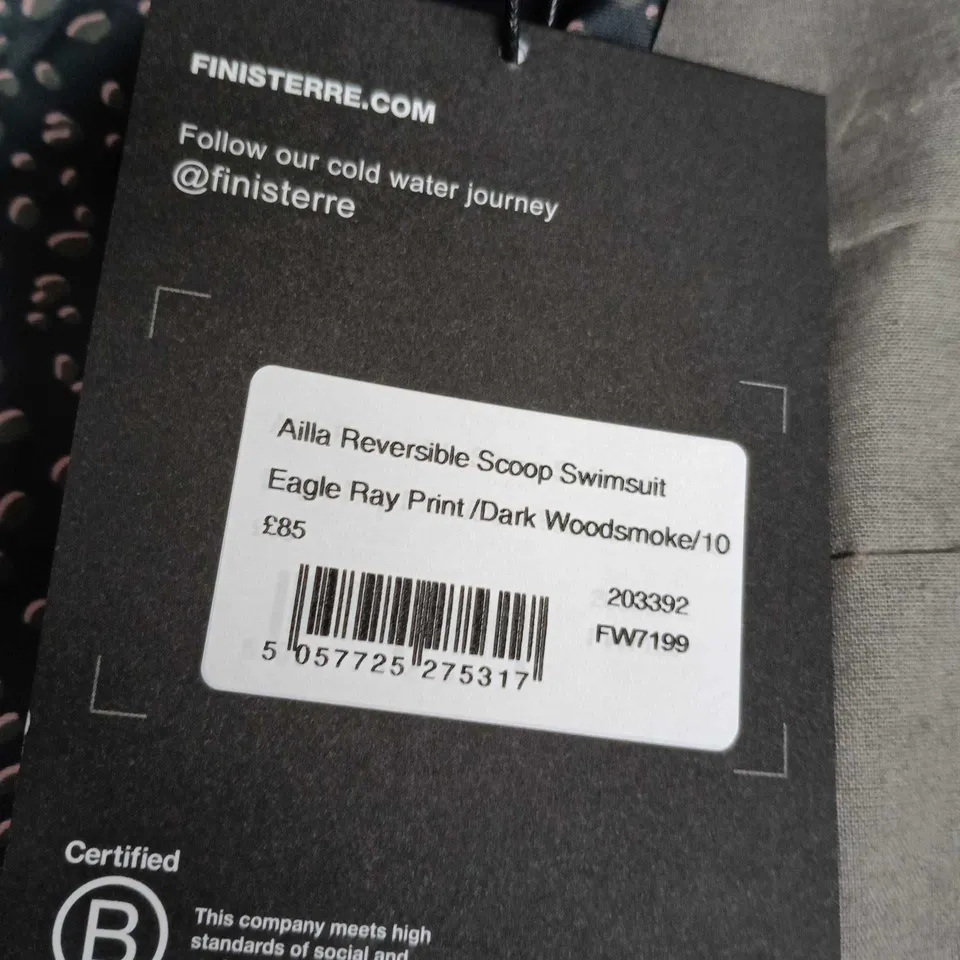 FINISTERRE.COM
Follow our cold water journey
@finisterre
Ailla Reversible Scoop Swimsuit
Eagle Ray Print /Dark Woodsmoke/10
£85
203392
FW7199
5 057725 275317
Certified
B
This company meets high
standards of social and